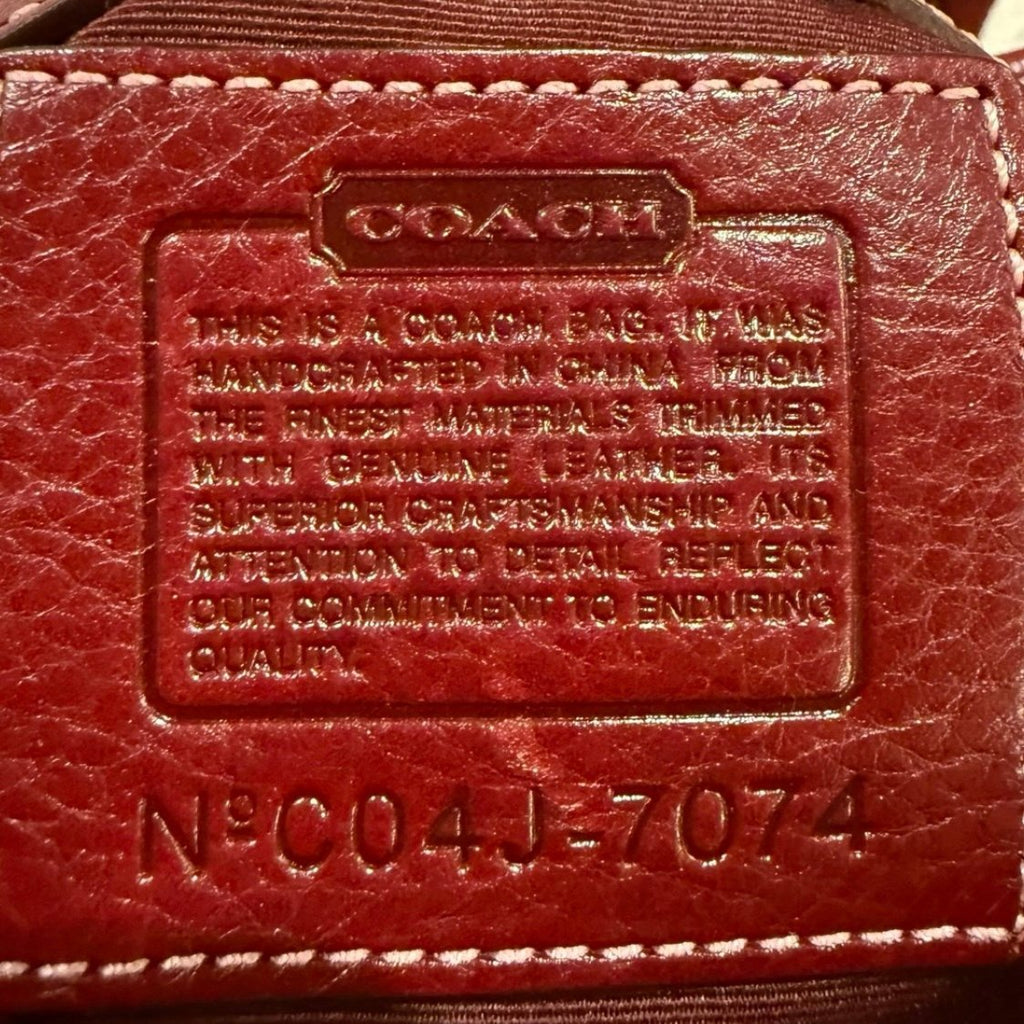 COACH
THIS IS A COACH BAG. IT WAS
HANDCRAFTED IN CHINA FROM
THE FINEST MATERIALS TRIMMED
WITH GENUINE LEATHER. ITS
SUPERIOR CRAFTSMANSHIP AND
ATTENTION TO DETAIL REFLECT
OUR COMMITMENT TO ENDURING
QUALITY.
Nº C04J-7074